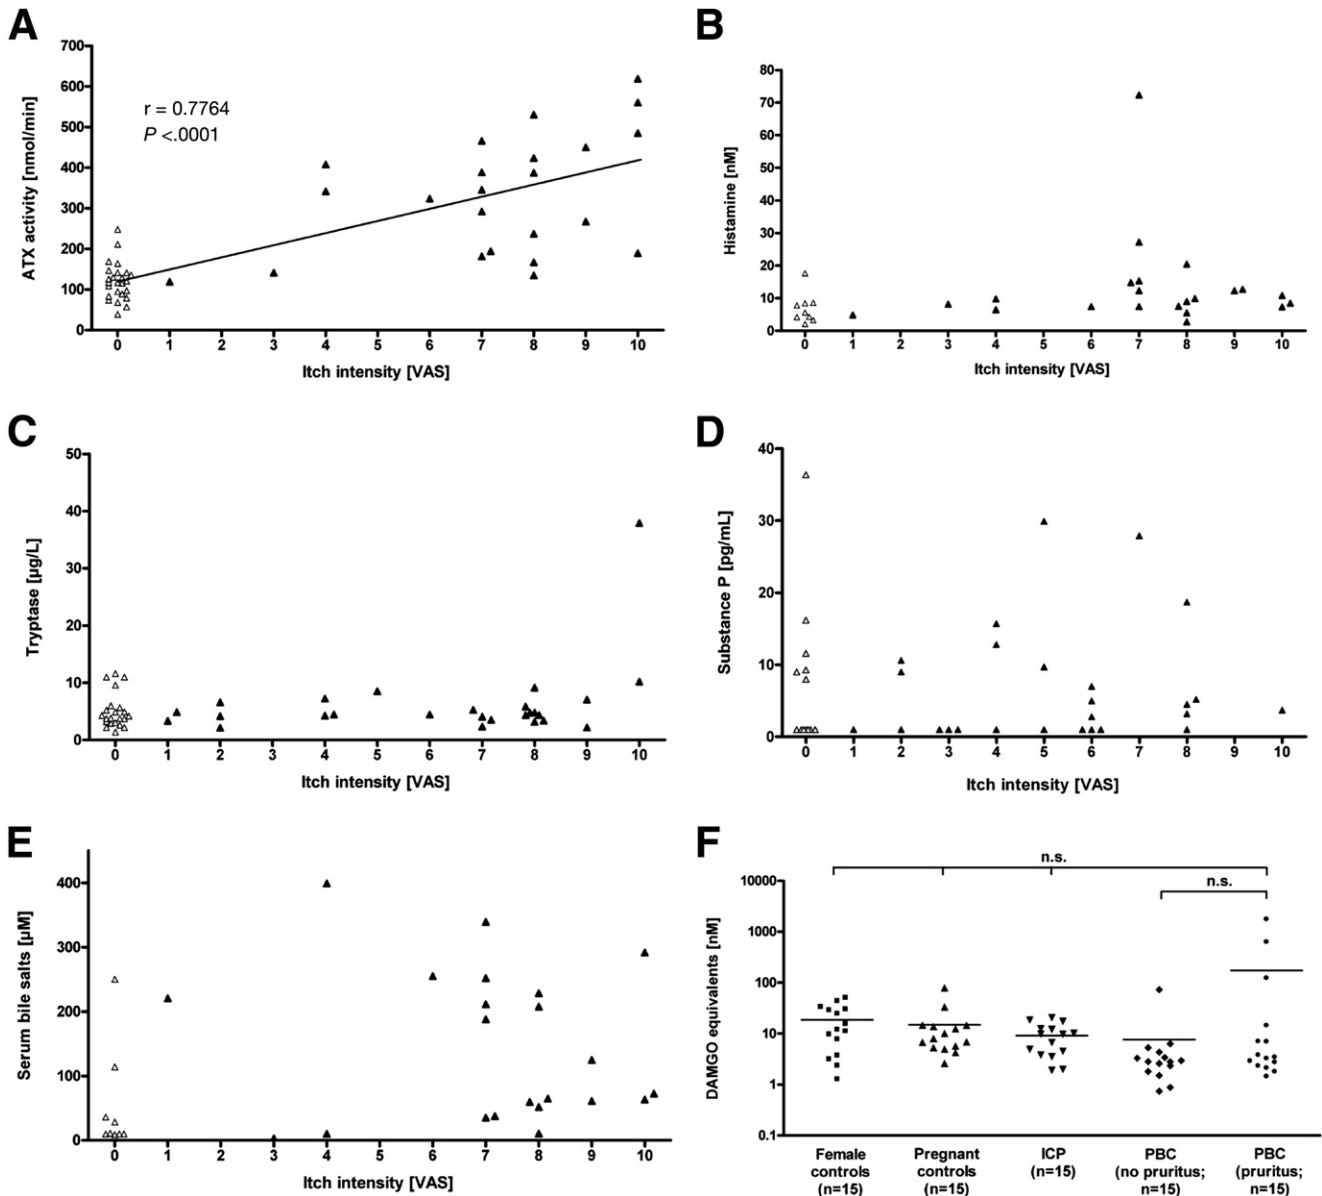 A
700
600
500
400
300
200
100
0
ATX activity [nmol/min]
r = 0.7764
P <.0001
0 1 2 3 4 5 6 7 8 9 10
Itch intensity [VAS]
B
80
70
60
50
40
30
20
10
0
Histamine [nM]
0 1 2 3 4 5 6 7 8 9 10
Itch intensity [VAS]
C
50
40
30
20
10
0
Tryptase [µg/L]
0 1 2 3 4 5 6 7 8 9 10
Itch intensity [VAS]
D
40
30
20
10
0
Substance P [pg/mL]
0 1 2 3 4 5 6 7 8 9 10
Itch intensity [VAS]
E
400
300
200
100
0
Serum bile salts [µM]
0 1 2 3 4 5 6 7 8 9 10
Itch intensity [VAS]
F
n.s.
n.s.
10000
1000
100
10
1
0.1
DAMGO equivalents [nM]
Female
controls
(n=15)
Pregnant
controls
(n=15)
ICP
(n=15)
PBC
(no pruritus;
n=15)
PBC
(pruritus;
n=15)